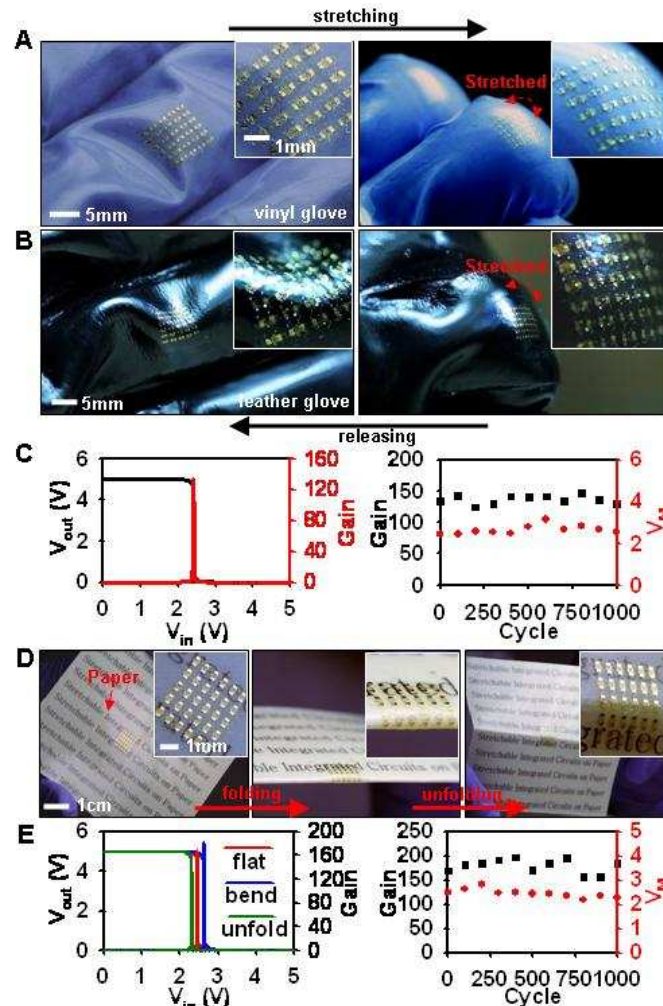 stretching
A
Stretched
1mm
5mm
vinyl glove
B
Stretched
5mm
leather glove
releasing
C
6
4
2
0
Vout (V)
160
120
80
40
0
Gain
0 1 2 3 4 5
Vin (V)
200
150
100
50
0
Gain
6
4
2
0
VM
0 250 500 750 1000
Cycle
D
Paper
1mm
1cm
Stretchable Integrated Circuits on Paper
folding
unfolding
E
6
4
2
0
Vout (V)
flat
bend
unfold
200
160
120
80
40
0
Gain
0 1 2 3 4 5
Vin (V)
250
200
150
100
50
0
Gain
5
4
3
2
1
0
VM
0 250 500 750 1000
Cycle